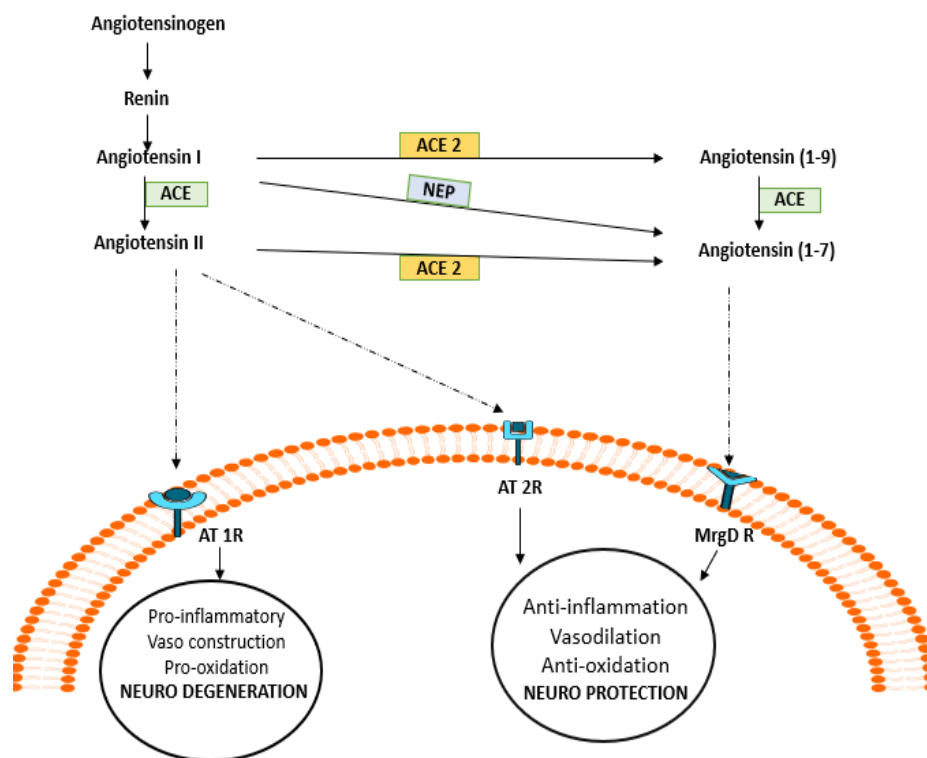 Angiotensinogen
Renin
Angiotensin I
ACE 2
Angiotensin (1-9)
NEP
ACE
ACE
Angiotensin II
Angiotensin (1-7)
ACE 2
AT 2R
AT 1R
MrgD R
Pro-inflammatory
Vaso construction
Pro-oxidation
NEURO DEGENERATION
Anti-inflammation
Vasodilation
Anti-oxidation
NEURO PROTECTION